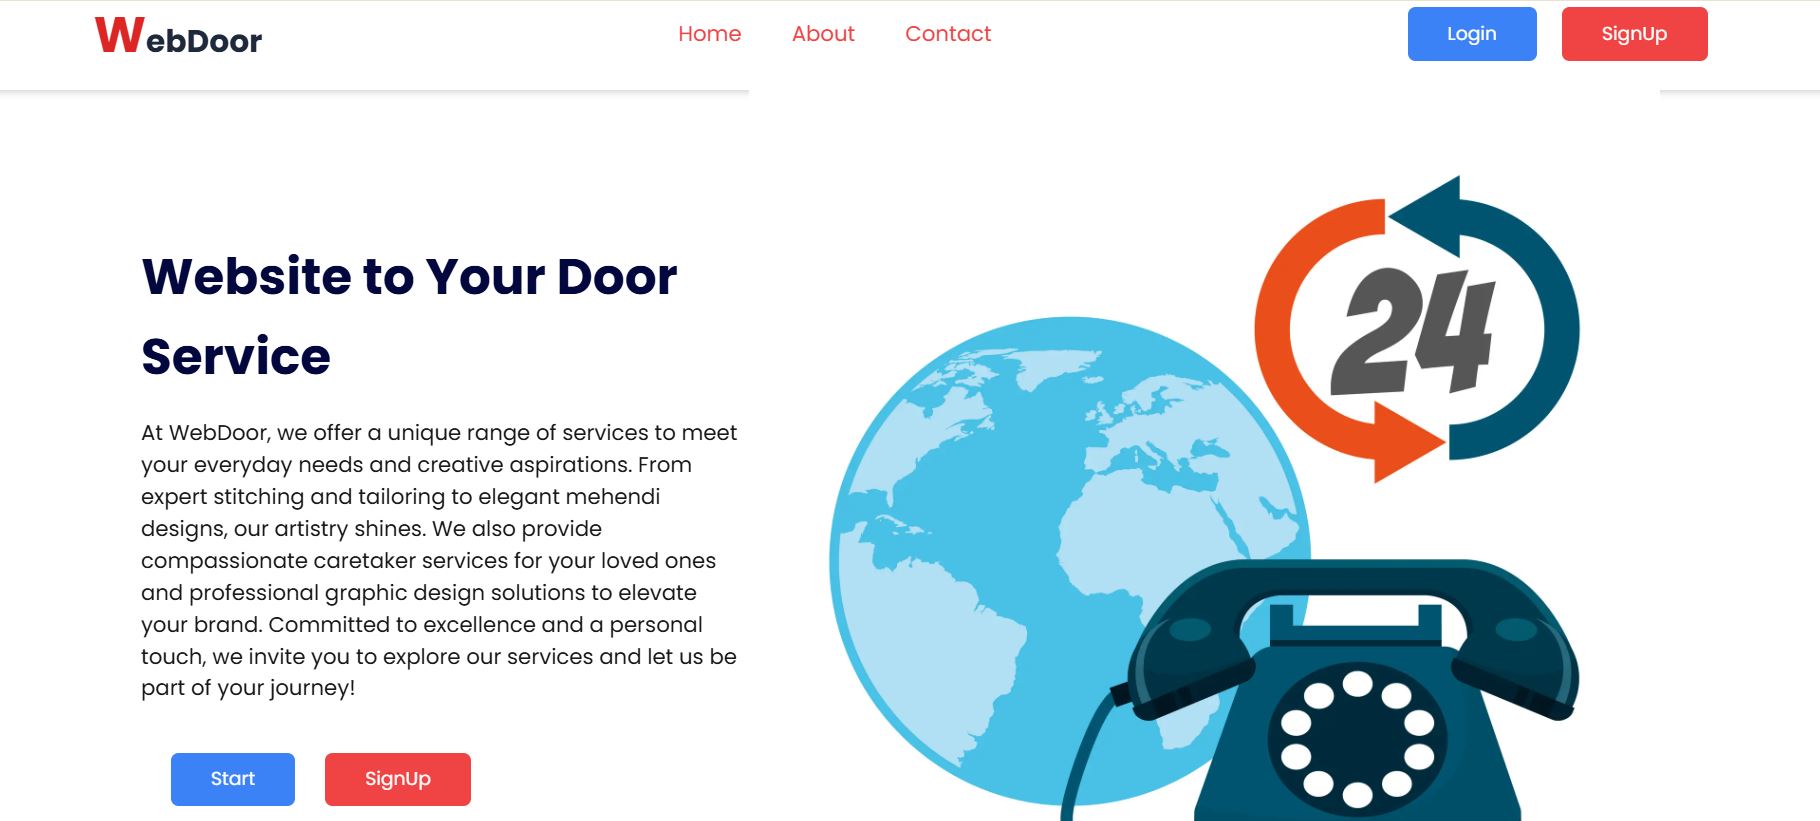 WebDoor
Home About Contact
Login SignUp
Website to Your Door
Service
At WebDoor, we offer a unique range of services to meet
your everyday needs and creative aspirations. From
expert stitching and tailoring to elegant mehendi
designs, our artistry shines. We also provide
compassionate caretaker services for your loved ones
and professional graphic design solutions to elevate
your brand. Committed to excellence and a personal
touch, we invite you to explore our services and let us be
part of your journey!
Start SignUp
24